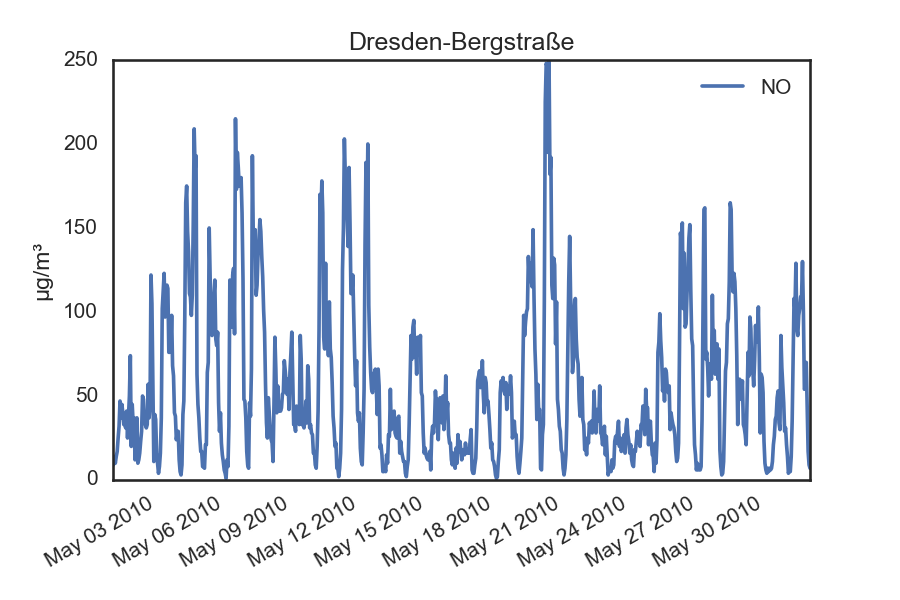 Dresden-Bergstraße
NO
µg/m³
250
200
150
100
50
0
May 03 2010
May 06 2010
May 09 2010
May 12 2010
May 15 2010
May 18 2010
May 21 2010
May 24 2010
May 27 2010
May 30 2010